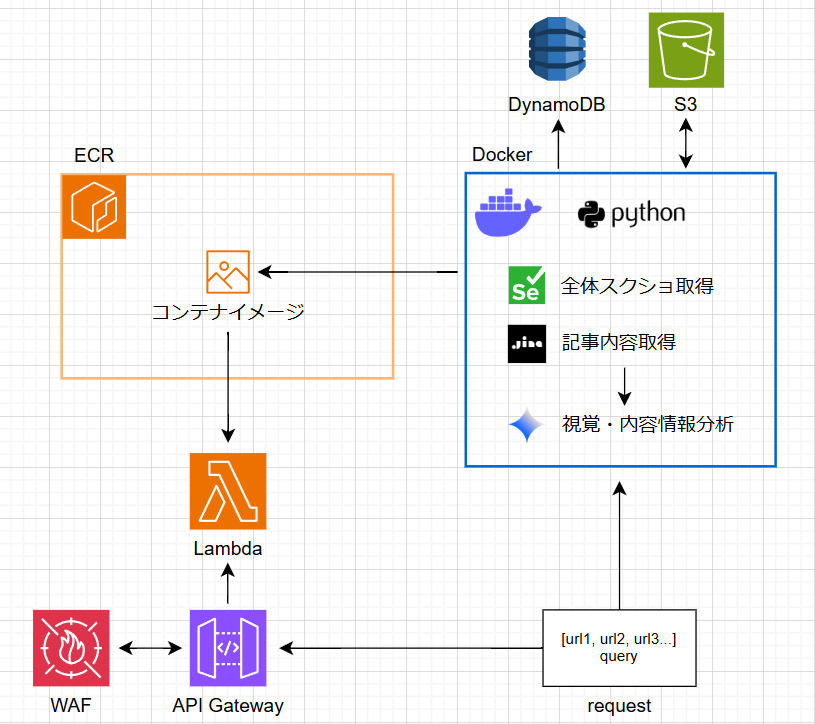 DynamoDB
S3
ECR
Docker
python
コンテナイメージ
Se
全体スクショ取得
Jina
記事内容取得
視覚・内容情報分析
Lambda
</>
WAF
API Gateway
[url1, url2, url3...]
query
request